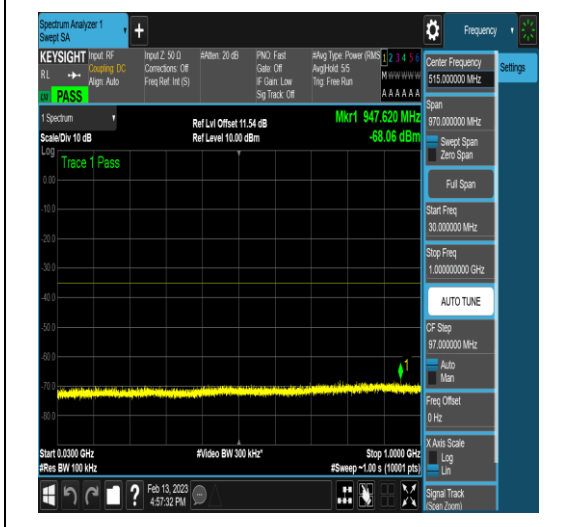 Spectrum Analyzer 1
Swept SA
+
Frequency
KEYSIGHT
RL
PASS
Input: RF
Coupling: DC
Align: Auto
Input Z: 50 Ω
Corrections: Off
Freq Ref: Int (S)
#Atten: 20 dB
PNO: Fast
Gate: Off
IF Gain: Low
Sig Track: Off
#Avg Type: Power (RMS
Avg|Hold: 5/5
Trig: Free Run
1 2 3 4 5 6
M W W W W W
A A A A A A
1 Spectrum
Scale/Div 10 dB
Ref Lvl Offset 11.54 dB
Ref Level 10.00 dBm
Mkr1 947.620 MHz
-68.06 dBm
Log
Trace 1 Pass
0.00
-10.0
-20.0
-30.0
-40.0
-50.0
-60.0
-70.0
-80.0
1
Start 0.0300 GHz
#Res BW 100 kHz
#Video BW 300 kHz*
Stop 1.0000 GHz
#Sweep ~1.00 s (10001 pts)
?
Feb 13, 2023
4:57:32 PM
Center Frequency
515.000000 MHz
Settings
Span
970.000000 MHz
Swept Span
Zero Span
Full Span
Start Freq
30.000000 MHz
Stop Freq
1.000000000 GHz
AUTO TUNE
CF Step
97.000000 MHz
Auto
Man
Freq Offset
0 Hz
X Axis Scale
Log
Lin
Signal Track
(Span Zoom)